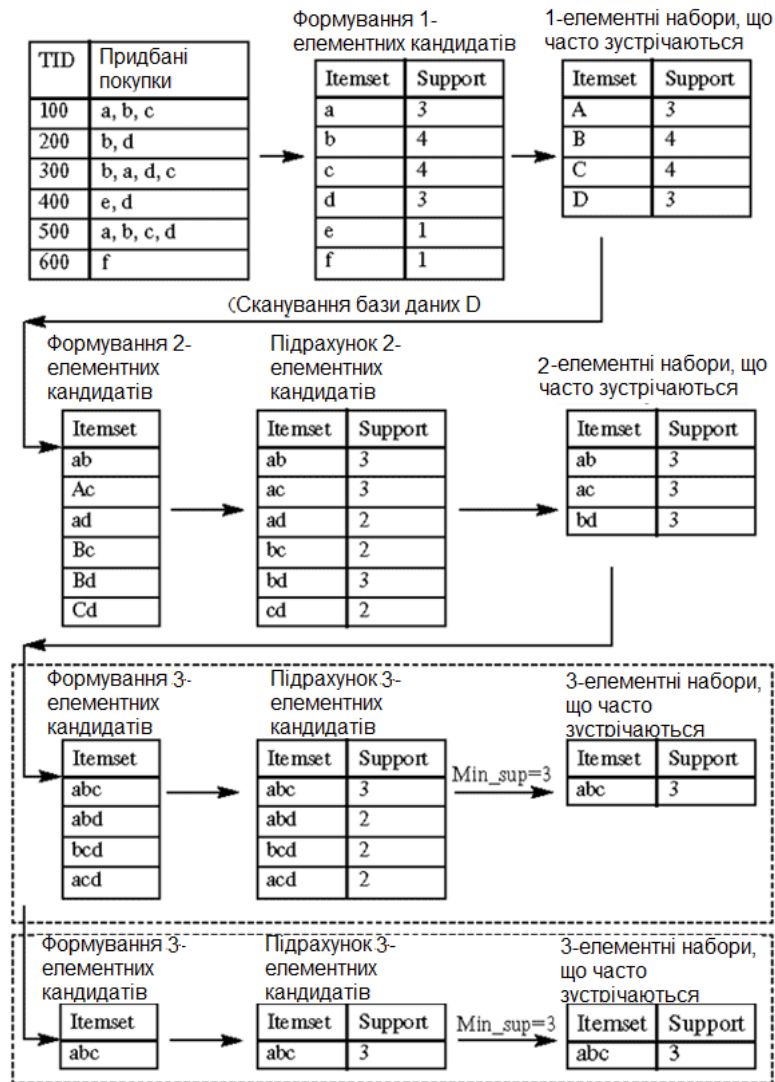 Формування 1-
елементних кандидатів
1-елементні набори, що
часто зустрічаються
TID Придбані
покупки
100 a, b, c
200 b, d
300 b, a, d, c
400 e, d
500 a, b, c, d
600 f
Itemset Support
a 3
b 4
c 4
d 3
e 1
f 1
Itemset Support
A 3
B 4
C 4
D 3
(Сканування бази даних D
Формування 2-
елементних
кандидатів
Підрахунок 2-
елементних
кандидатів
2-елементні набори, що
часто зустрічаються
Itemset
ab
Ac
ad
Bc
Bd
Cd
Itemset Support
ab 3
ac 3
ad 2
bc 2
bd 3
cd 2
Itemset Support
ab 3
ac 3
bd 3
Формування 3-
елементних
кандидатів
Підрахунок 3-
елементних
кандидатів
3-елементні набори,
що часто
зустрічаються
Itemset
abc
abd
bcd
acd
Itemset Support
abc 3
abd 2
bcd 2
acd 2
Min_sup=3
Itemset Support
abc 3
Формування 3-
елементних
кандидатів
Підрахунок 3-
елементних
кандидатів
3-елементні набори,
що часто
зустрічаються
Itemset
abc
Itemset Support
abc 3
Min_sup=3
Itemset Support
abc 3